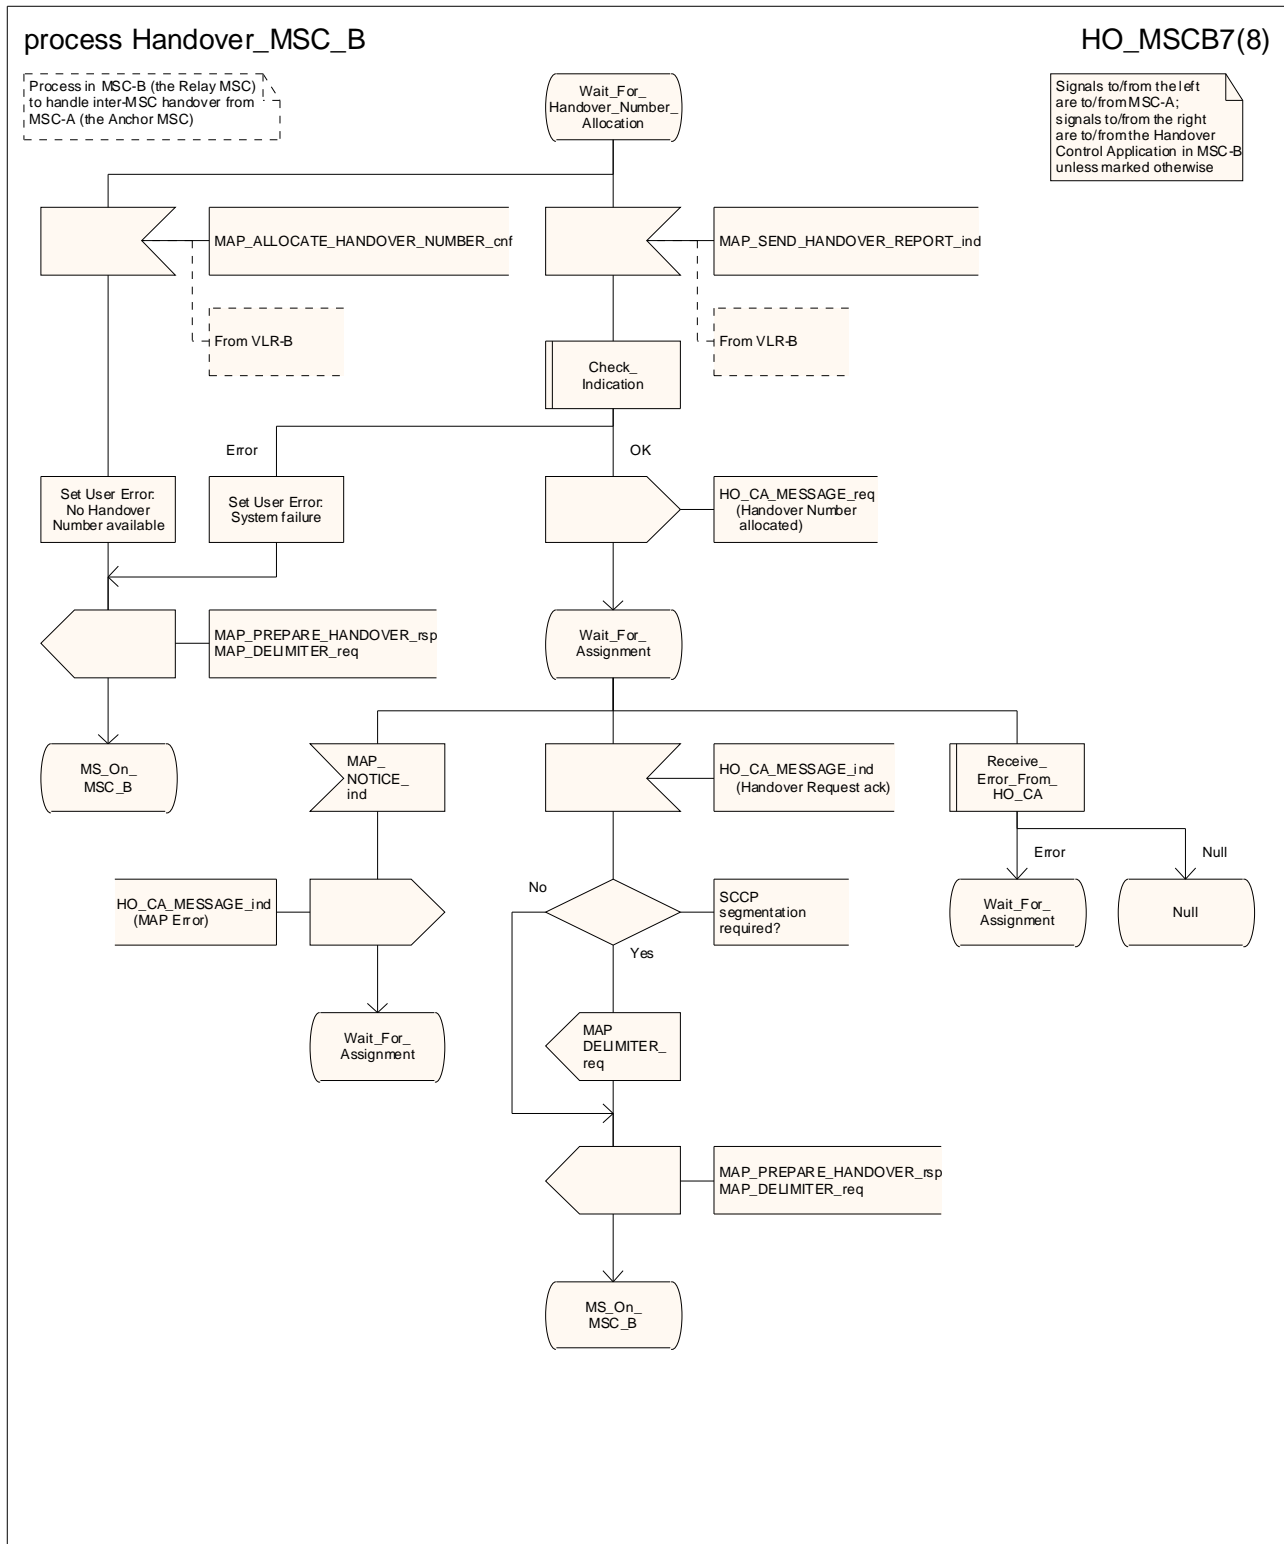 process Handover_MSC_B
HO_MSCB7(8)
Process in MSC-B (the Relay MSC)
to handle inter-MSC handover from
MSC-A (the Anchor MSC)
Wait_For_
Handover_Number_
Allocation
Signals to/from the left
are to/from MSC-A;
signals to/from the right
are to/from the Handover
Control Application in MSC-B
unless marked otherwise
MAP_ALLOCATE_HANDOVER_NUMBER_cnf
MAP_SEND_HANDOVER_REPORT_ind
From VLR-B
From VLR-B
Check_
Indication
Error
OK
Set User Error:
No Handover
Number available
Set User Error:
System failure
HO_CA_MESSAGE_req
(Handover Number
allocated)
MAP_PREPARE_HANDOVER_rsp
MAP_DELIMITER_req
Wait_For_
Assignment
MS_On_
MSC_B
MAP_
NOTICE_
ind
HO_CA_MESSAGE_ind
(Handover Request ack)
Receive_
Error_From_
HO_CA
Error
Null
HO_CA_MESSAGE_ind
(MAP Error)
No
SCCP
segmentation
required?
Yes
Wait_For_
Assignment
Null
Wait_For_
Assignment
MAP
DELIMITER_
req
MAP_PREPARE_HANDOVER_rsp
MAP_DELIMITER_req
MS_On_
MSC_B